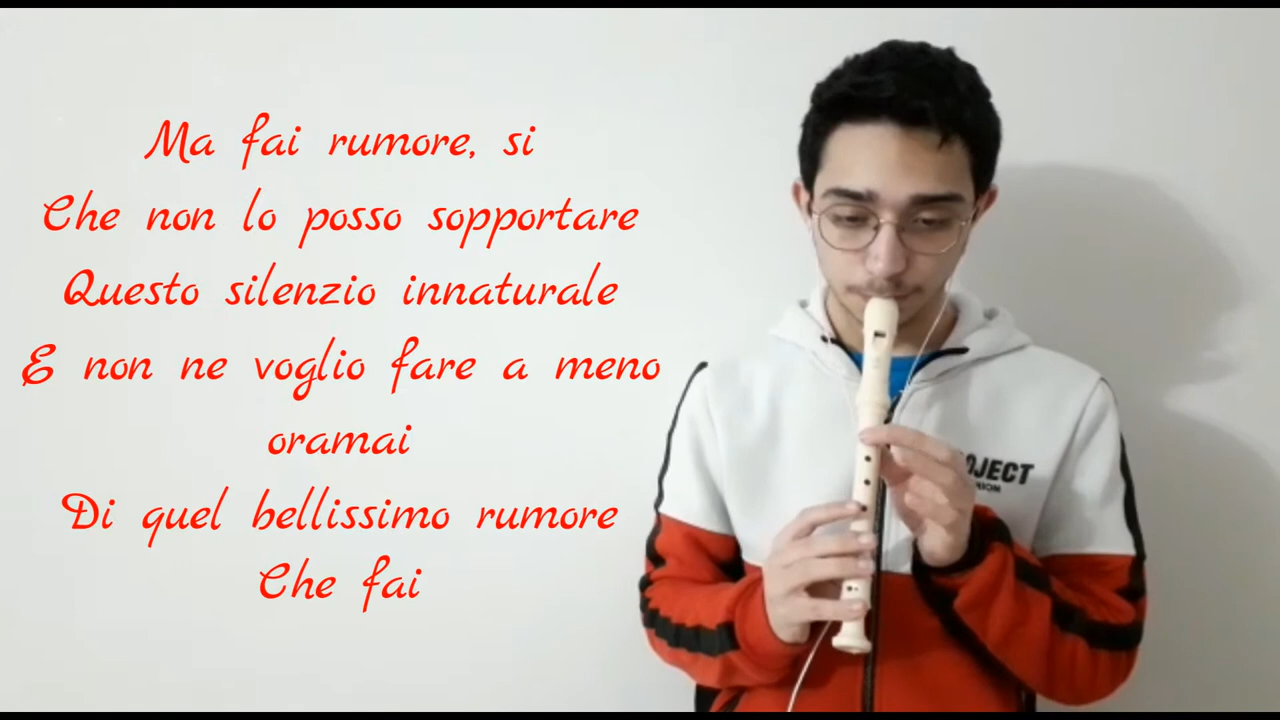 Ma fai rumore, si
Che non lo posso sopportare
Questo silenzio innaturale
E non ne voglio fare a meno
oramai
Di quel bellissimo rumore
Che fai
OJECT